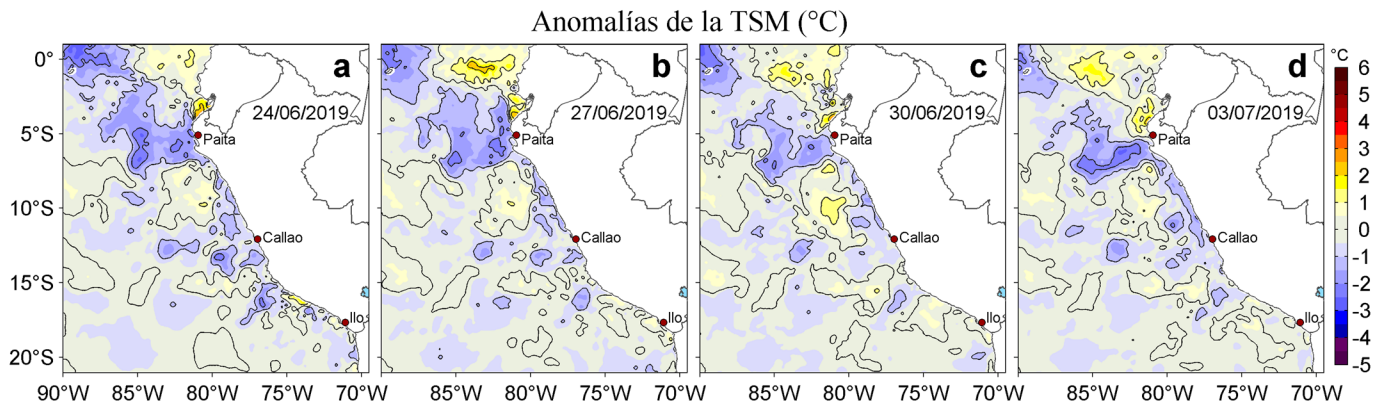 Anomalías de la TSM (°C)
a
24/06/2019
Paita
Callao
Ilo
b
27/06/2019
Paita
Callao
Ilo
c
30/06/2019
Paita
Callao
Ilo
d
03/07/2019
Paita
Callao
Ilo
0°
5°S
10°S
15°S
20°S
90°W 85°W 80°W 75°W 70°W
85°W 80°W 75°W 70°W
85°W 80°W 75°W 70°W
85°W 80°W 75°W 70°W
°C
6
5
4
3
2
1
0
-1
-2
-3
-4
-5